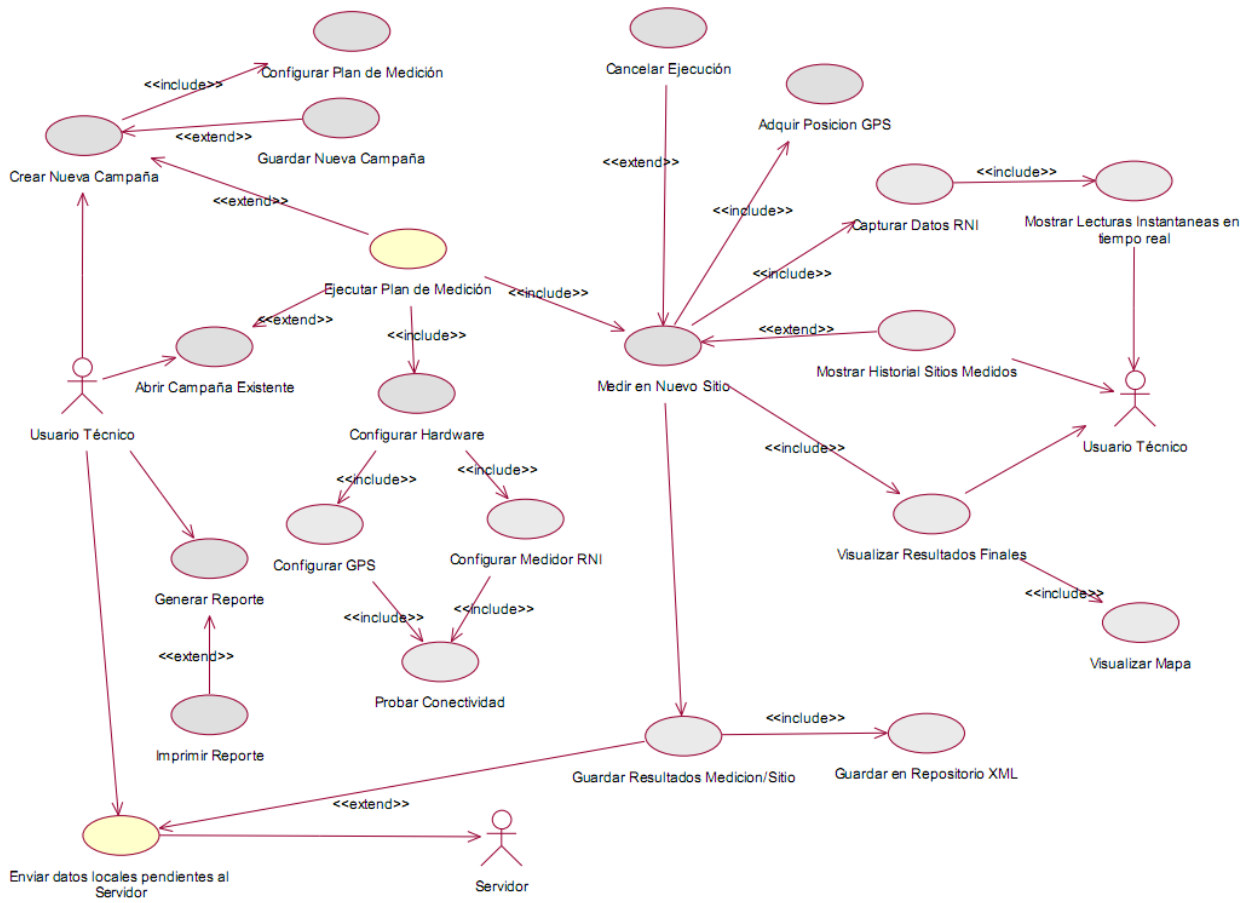 Configurar Plan de Medición
Cancelar Ejecución
<<include>>
Adquir Posicion GPS
<<extend>>
Guardar Nueva Campaña
<<extend>>
Crear Nueva Campaña
<<include>>
Capturar Datos RNI
Mostrar Lecturas Instantaneas en
tiempo real
<<extend>>
<<include>>
<<include>>
Ejecutar Plan de Medición
<<include>>
<<extend>>
<<include>>
<<extend>>
Abrir Campaña Existente
Medir en Nuevo Sitio
Mostrar Historial Sitios Medidos
Usuario Técnico
Configurar Hardware
<<include>>
Usuario Técnico
<<include>>
<<include>>
Configurar GPS
Configurar Medidor RNI
Visualizar Resultados Finales
Generar Reporte
<<include>>
<<include>>
<<include>>
<<extend>>
Probar Conectividad
Visualizar Mapa
Imprimir Reporte
<<include>>
Guardar Resultados Medicion/Sitio
Guardar en Repositorio XML
<<extend>>
Enviar datos locales pendientes al
Servidor
Servidor